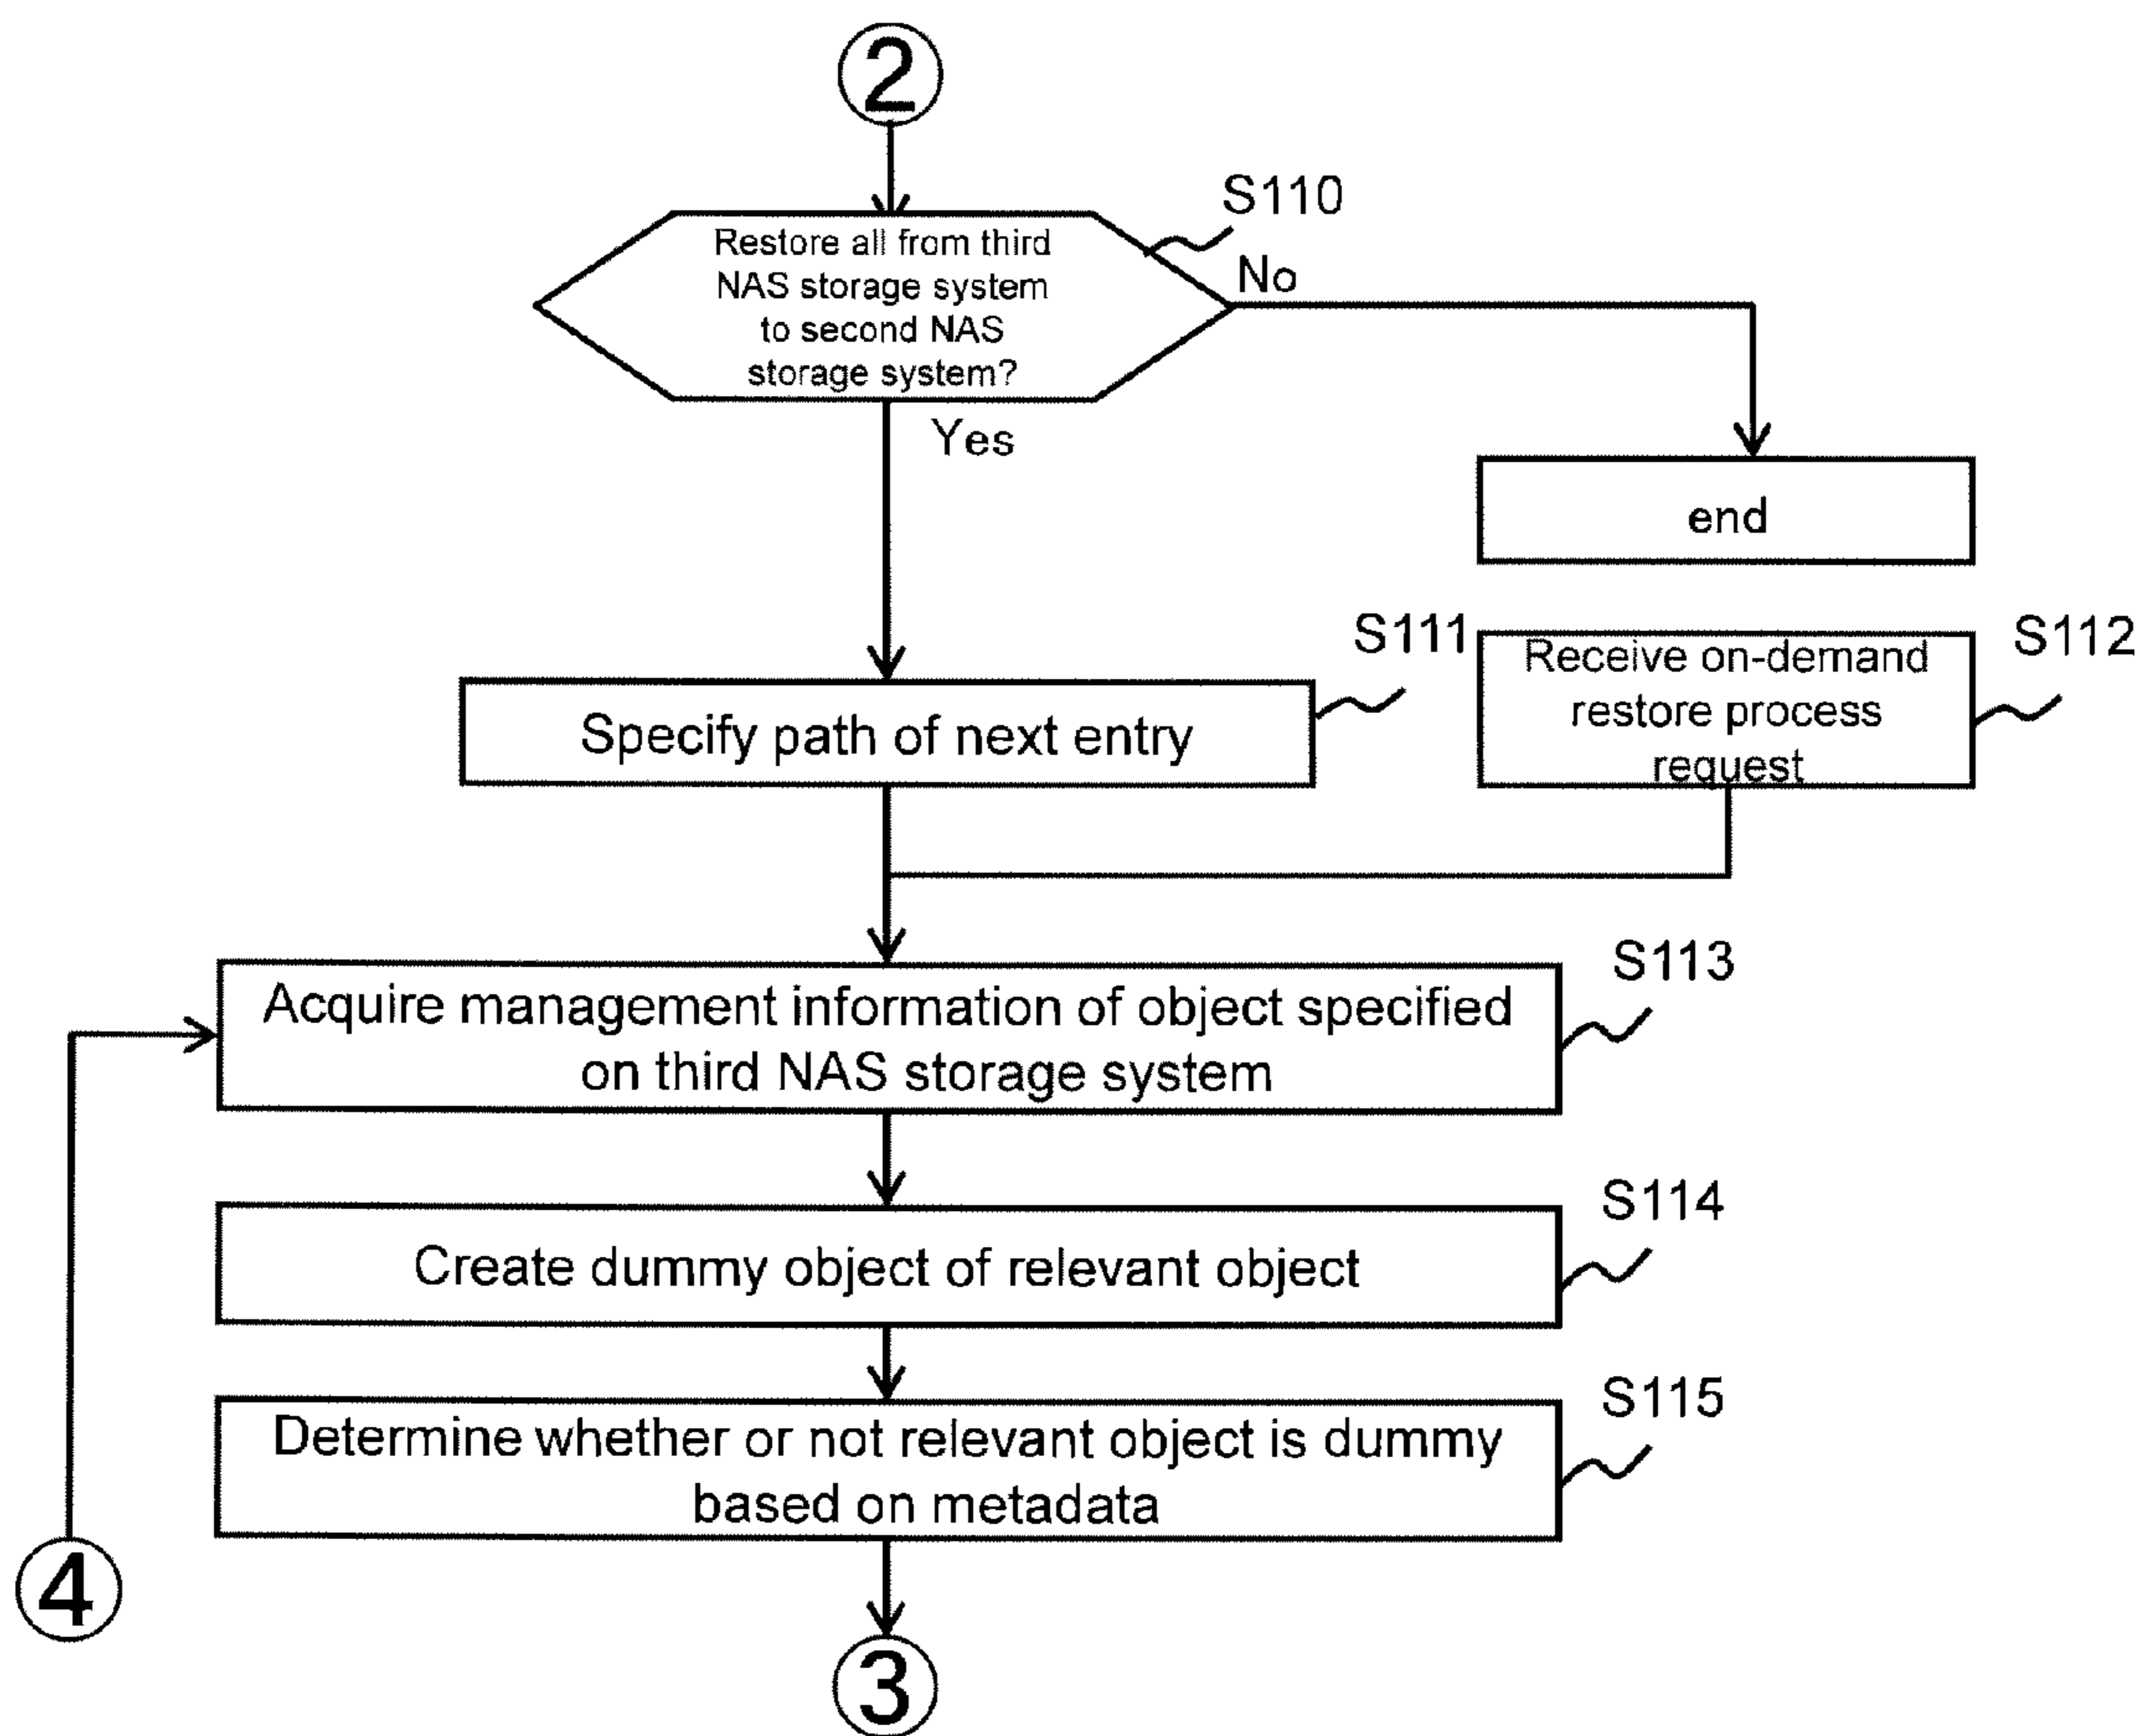 2
S110
Restore all from third
NAS storage system
to second NAS
storage system?
No
Yes
end
S111
S112
Receive on-demand
restore process
request
Specify path of next entry
S113
Acquire management information of object specified
on third NAS storage system
S114
Create dummy object of relevant object
S115
Determine whether or not relevant object is dummy
based on metadata
4
3